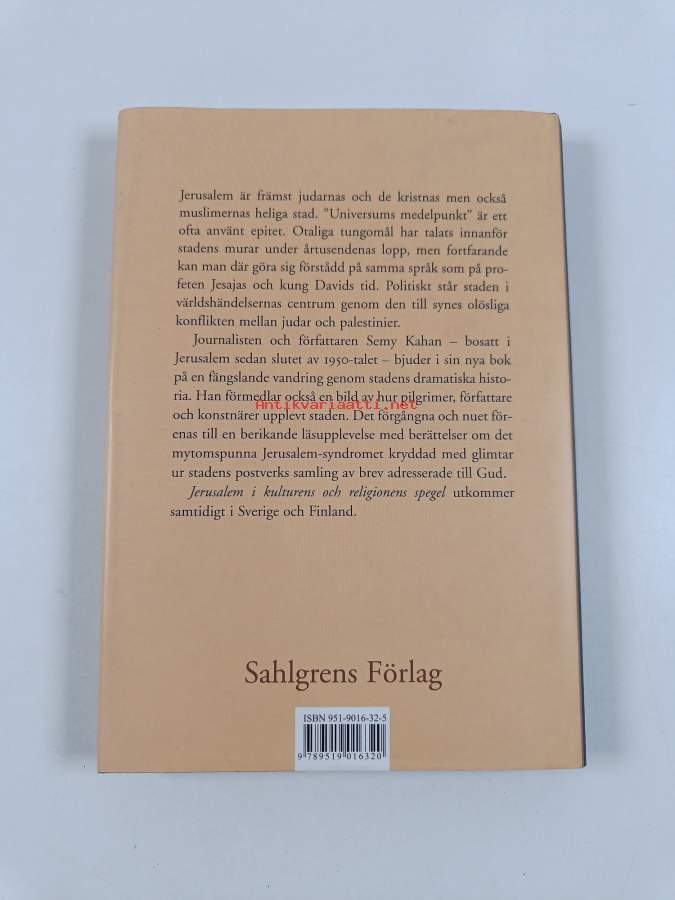 Jerusalem är främst judarnas och de kristnas men också
muslimernas heliga stad. "Universums medelpunkt" är ett
ofta använt epitet. Otaliga tungomål har talats innanför
stadens murar under årtusendenas lopp, men fortfarande
kan man där göra sig förstådd på samma språk som på pro-
feten Jesajas och kung Davids tid. Politiskt står staden i
världshändelsernas centrum genom den till synes olösliga
konflikten mellan judar och palestinier.
Journalisten och författaren Semy Kahan – bosatt i
Jerusalem sedan slutet av 1950-talet – bjuder i sin nya bok
på en fängslande vandring genom stadens dramatiska histo-
ria. Han förmedlar också en bild av hur pilgrimer, författare
Antikvariaatti.net
och konstnärer upplevt staden. Det förgångna och nuet för-
enas till en berikande läsupplevelse med berättelser om det
mytomspunna Jerusalem-syndromet kryddad med glimtar
ur stadens postverks samling av brev adresserade till Gud.
Jerusalem i kulturens och religionens spegel utkommer
samtidigt i Sverige och Finland.
Sahlgrens Förlag
ISBN 951-9016-32-5
9 789519 016320